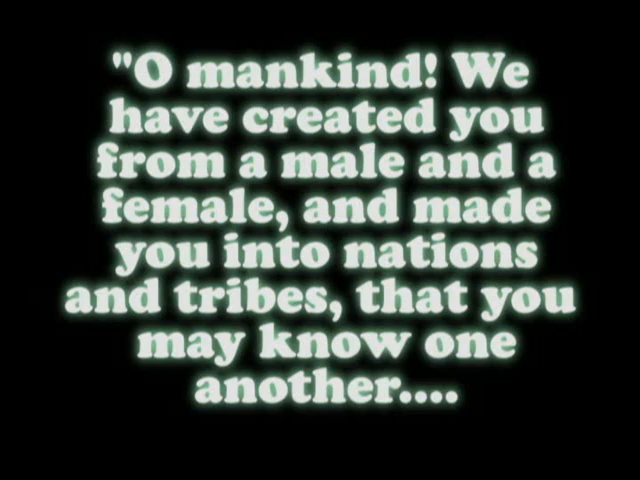 "O mankind! We
have created you
from a male and a
female, and made
you into nations
and tribes, that you
may know one
another....